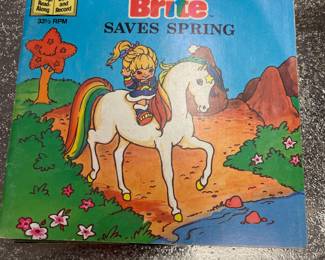 Read-
Along
and
Record
33⅓ RPM
Brite
SAVES SPRING